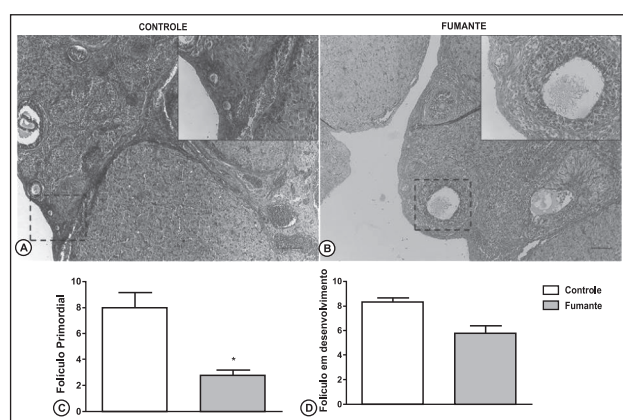 CONTROLE
FUMANTE
A
B
Folículo Primordial
10
8
6
4
2
0
*
C
Folículo em desenvolvimento
10
8
6
4
2
0
D
Controle
Fumante